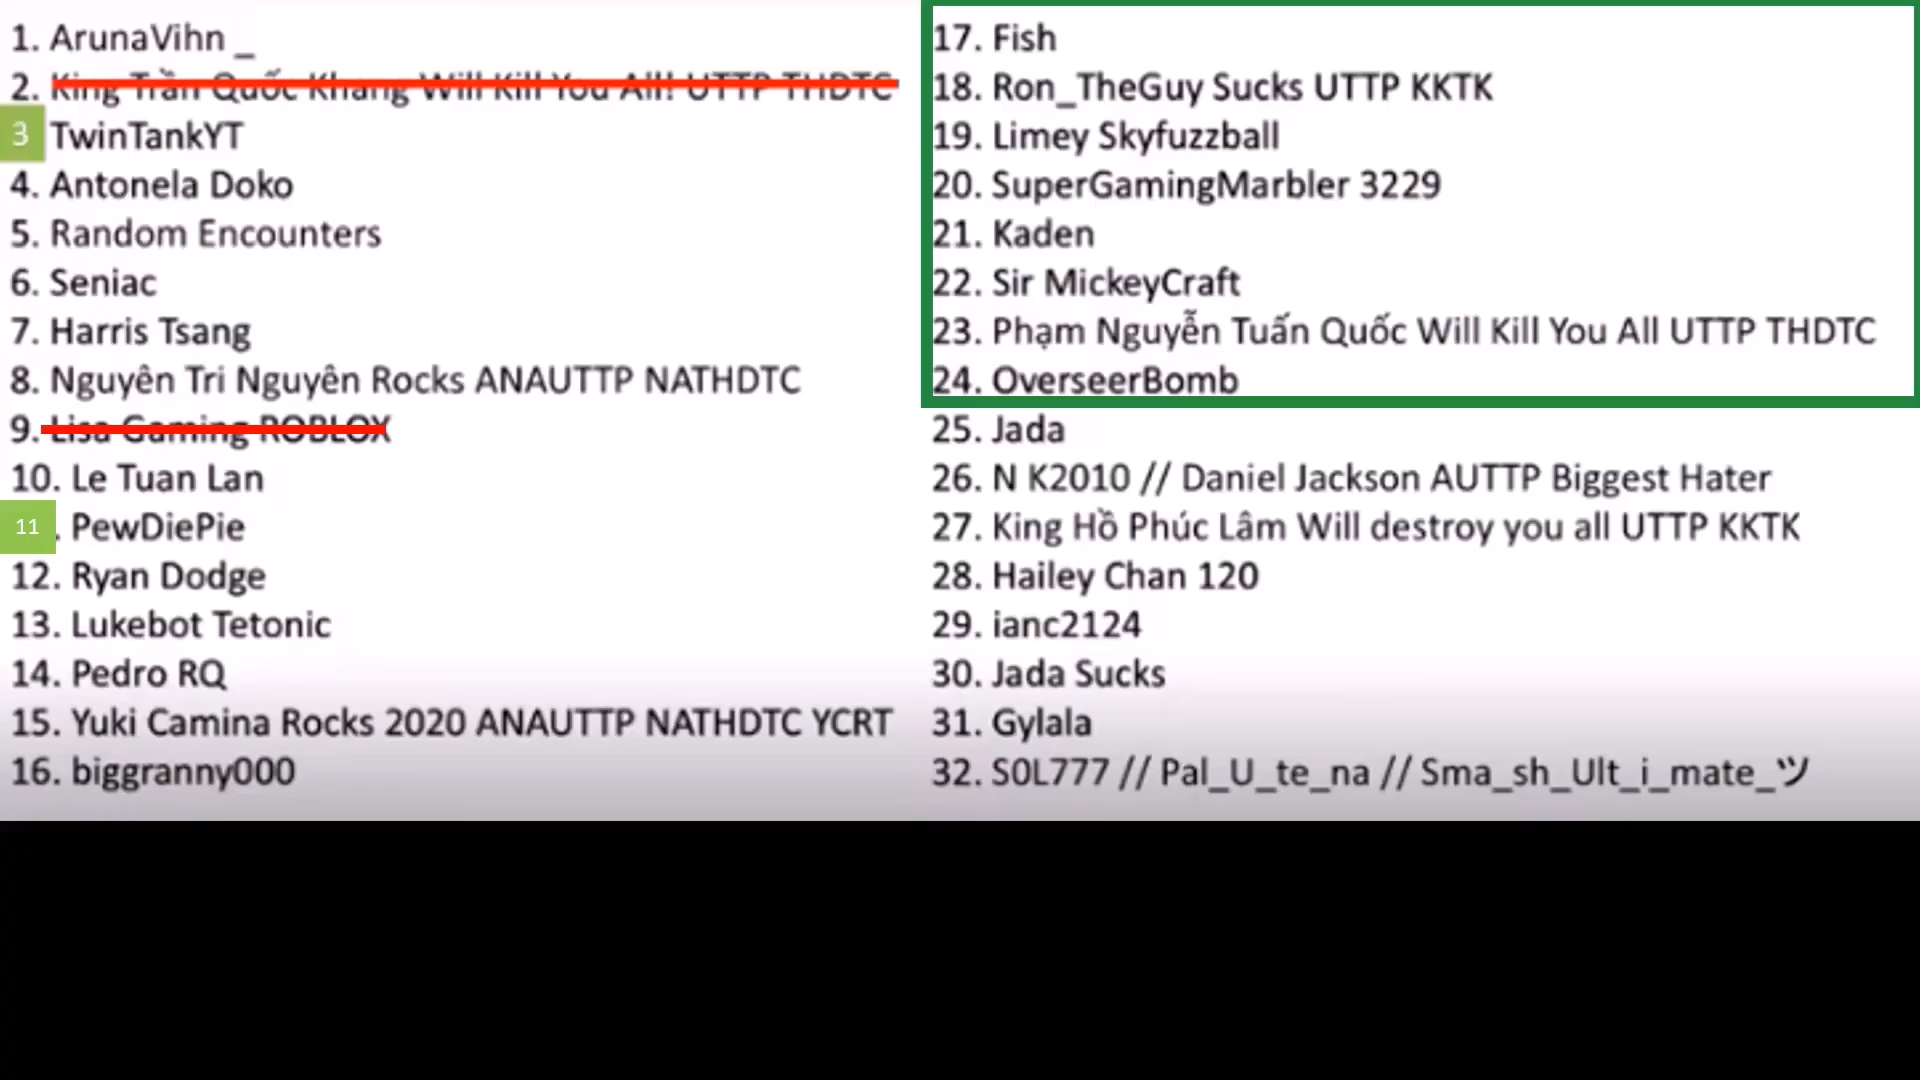 1. ArunaVihn _
2. King Trần Quốc Khang Will Kill You All! UTTP THDTC
3 TwinTankYT
4. Antonela Doko
5. Random Encounters
6. Seniac
7. Harris Tsang
8. Nguyên Tri Nguyên Rocks ANAUTTP NATHDTC
9. Lisa Gaming ROBLOX
10. Le Tuan Lan
11 . PewDiePie
12. Ryan Dodge
13. Lukebot Tetonic
14. Pedro RQ
15. Yuki Camina Rocks 2020 ANAUTTP NATHDTC YCRT
16. biggranny000
17. Fish
18. Ron_TheGuy Sucks UTTP KKTK
19. Limey Skyfuzzball
20. SuperGamingMarbler 3229
21. Kaden
22. Sir MickeyCraft
23. Phạm Nguyễn Tuấn Quốc Will Kill You All UTTP THDTC
24. OverseerBomb
25. Jada
26. N K2010 // Daniel Jackson AUTTP Biggest Hater
27. King Hồ Phúc Lâm Will destroy you all UTTP KKTK
28. Hailey Chan 120
29. ianc2124
30. Jada Sucks
31. Gylala
32. S0L777 // Pal_U_te_na // Sma_sh_Ult_i_mate_ツ